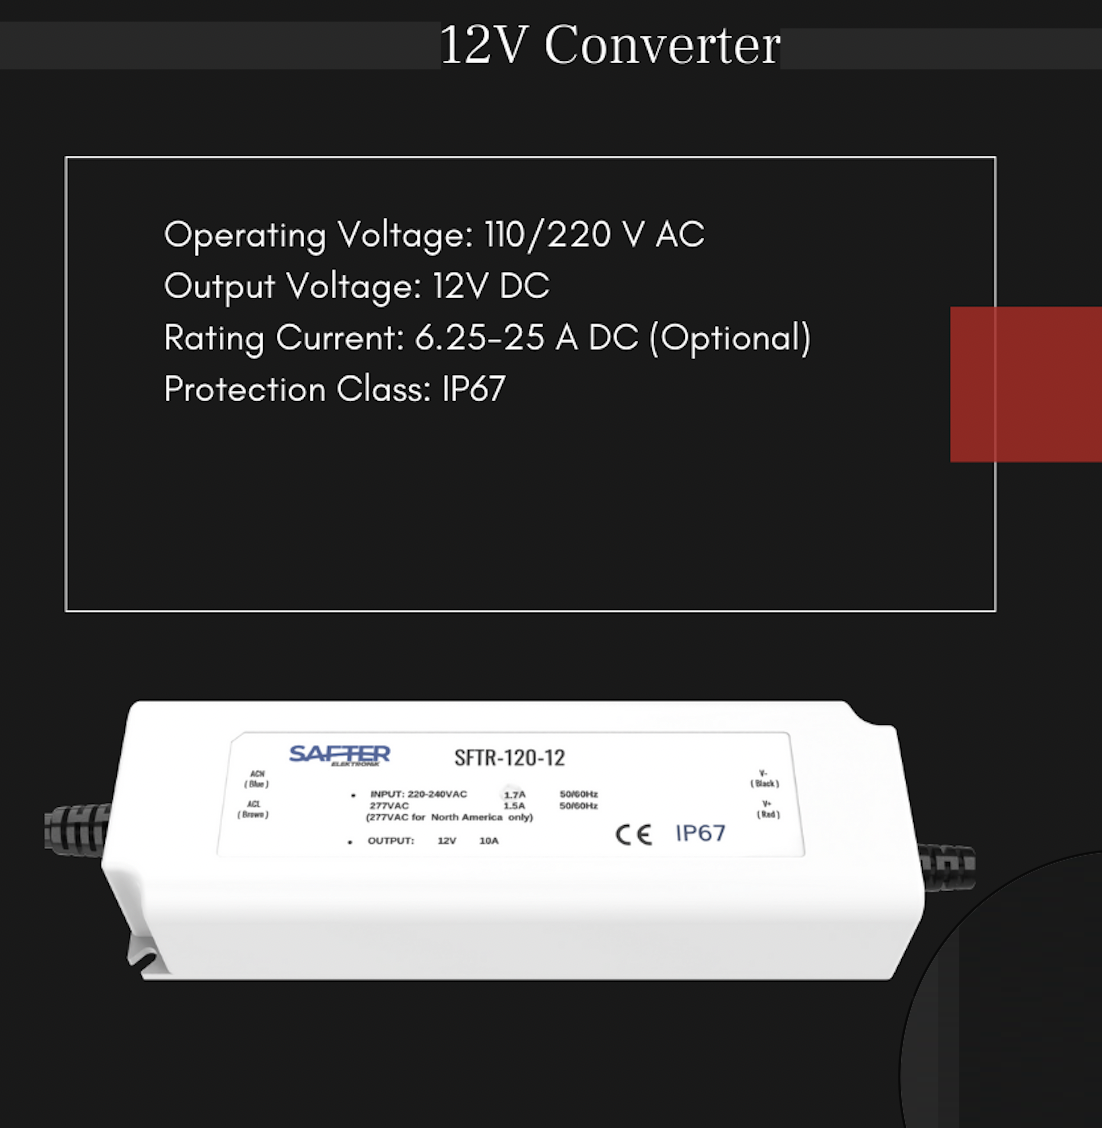 12V Converter
Operating Voltage: 110/220 V AC
Output Voltage: 12V DC
Rating Current: 6.25-25 A DC (Optional)
Protection Class: IP67
SAFTER
ELEKTRONIK
SFTR-120-12
ACN
(Blue)
ACL
(Brown)
• INPUT: 220-240VAC 1.7A 50/60Hz
277VAC 1.5A 50/60Hz
(277VAC for North America only)
• OUTPUT: 12V 10A
V-
(Black)
V+
(Red)
CE IP67